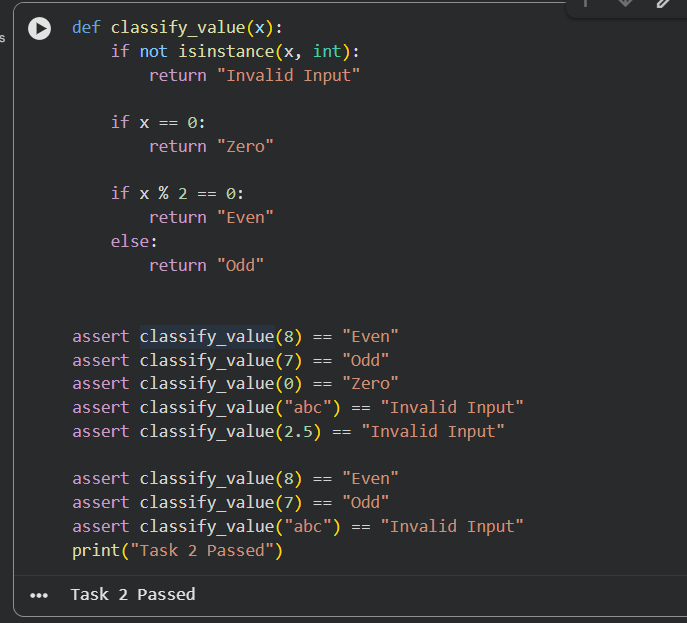 def classify_value(x):
    if not isinstance(x, int):
        return "Invalid Input"

    if x == 0:
        return "Zero"

    if x % 2 == 0:
        return "Even"
    else:
        return "Odd"


assert classify_value(8) == "Even"
assert classify_value(7) == "Odd"
assert classify_value(0) == "Zero"
assert classify_value("abc") == "Invalid Input"
assert classify_value(2.5) == "Invalid Input"

assert classify_value(8) == "Even"
assert classify_value(7) == "Odd"
assert classify_value("abc") == "Invalid Input"
print("Task 2 Passed")
Task 2 Passed